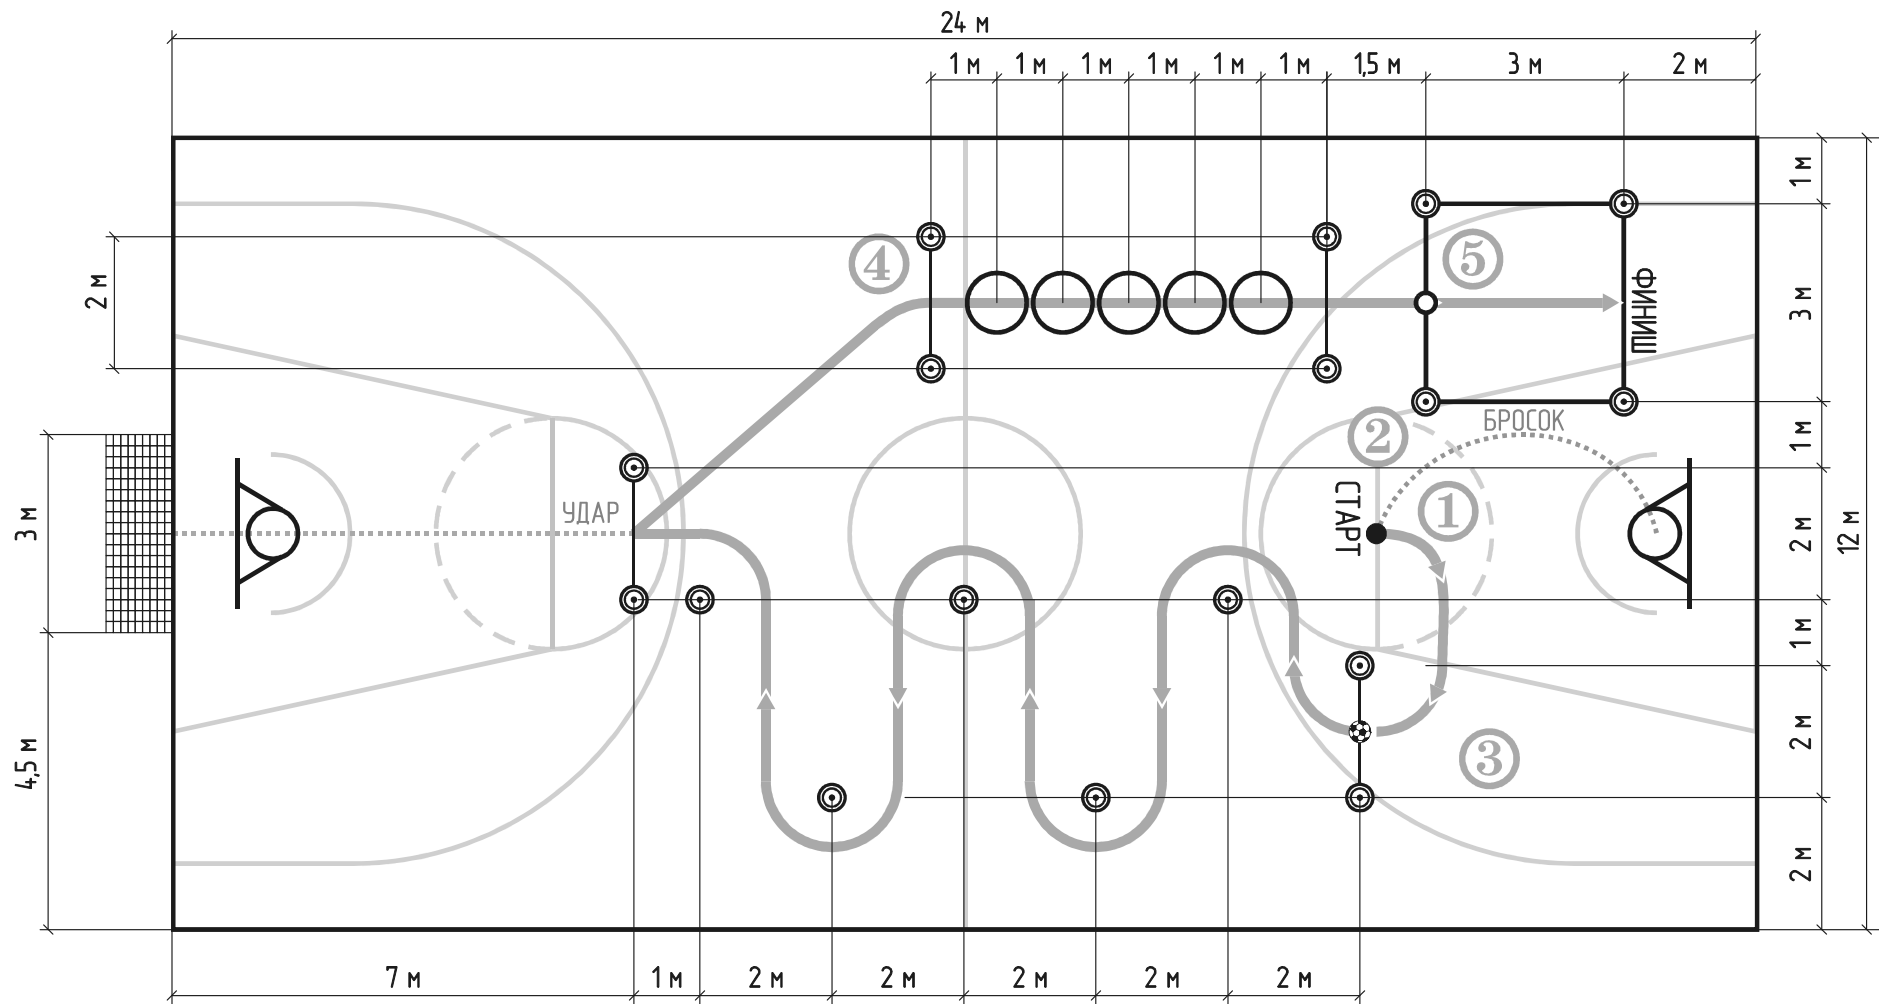 24 м
1 м 1 м 1 м 1 м 1 м 1 м 1,5 м 3 м 2 м
1 м
4
5
2 м
3 м
ФИНИШ
2
БРОСОК
1 м
СТАРТ
1
УДАР
3 м
2 м
12 м
1 м
3
2 м
4,5 м
2 м
7 м 1 м 2 м 2 м 2 м 2 м 2 м